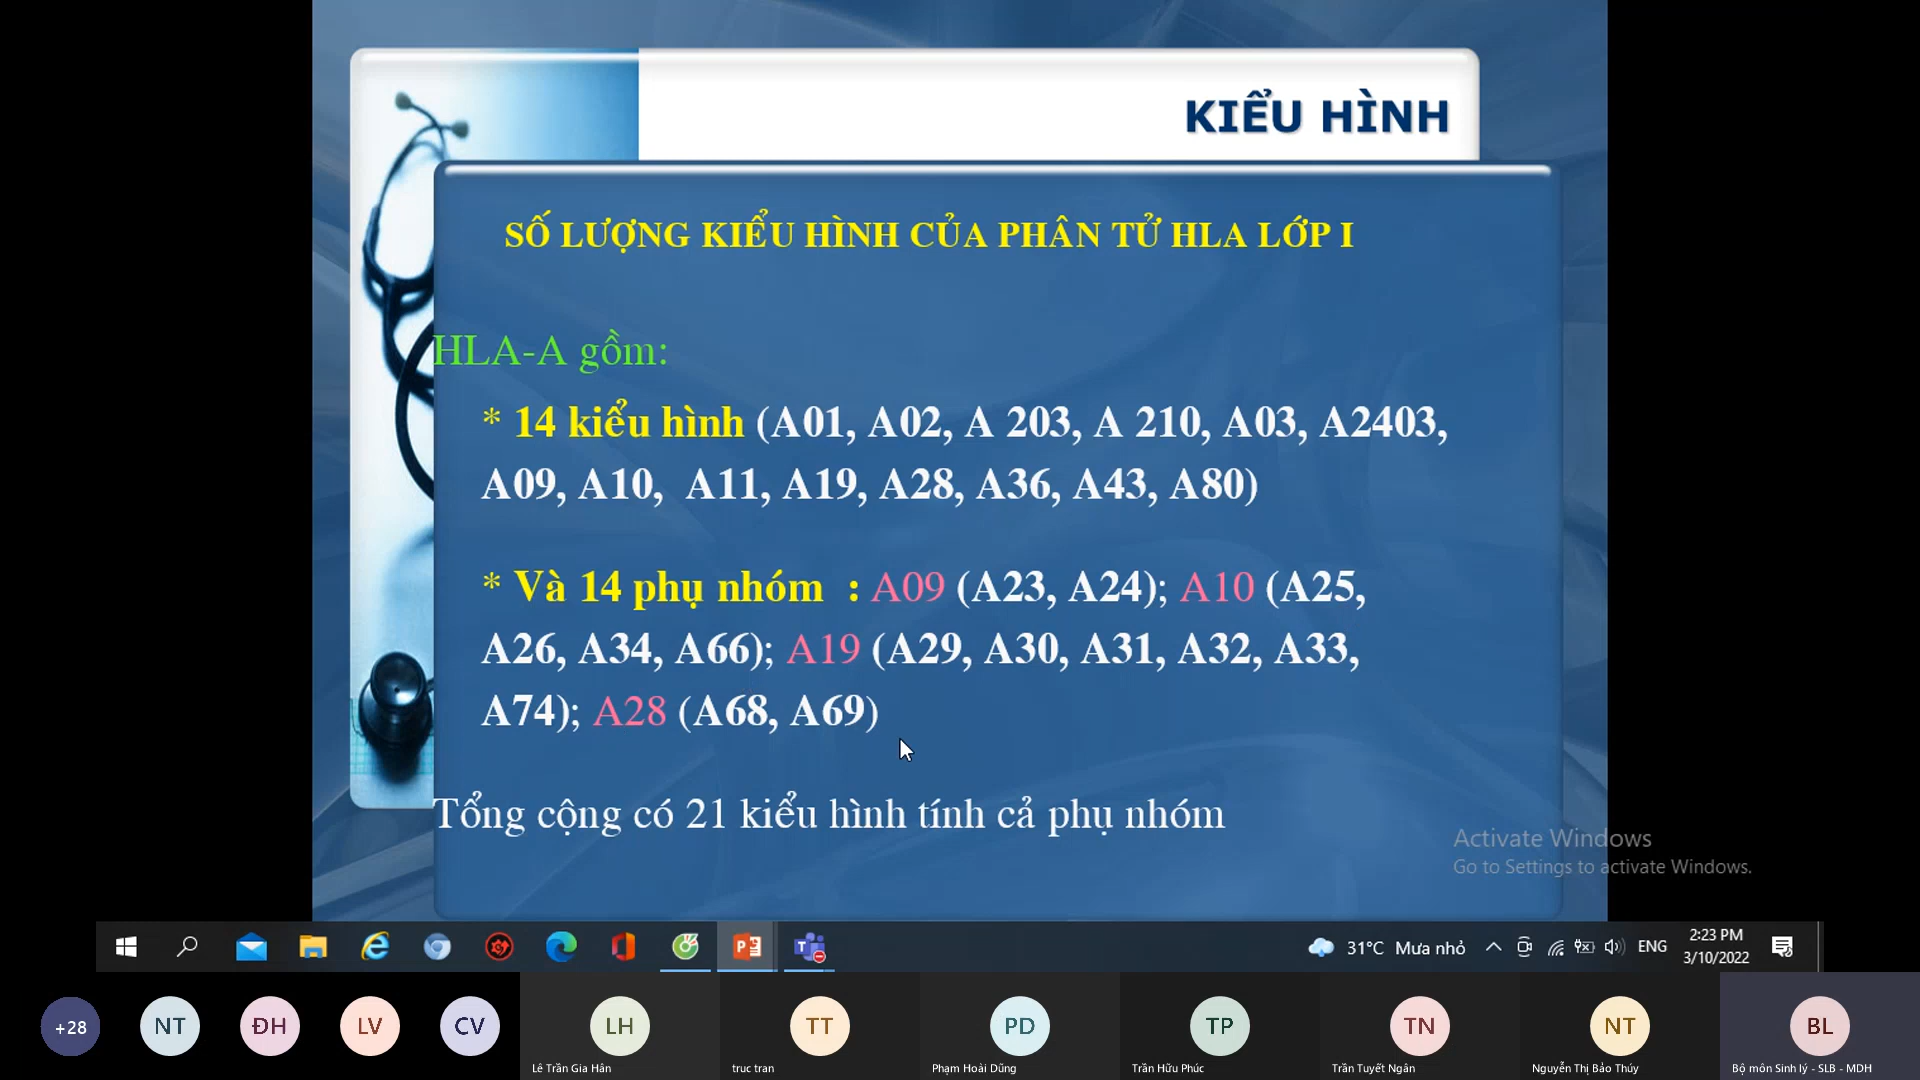 KIỂU HÌNH
SỐ LƯỢNG KIỂU HÌNH CỦA PHÂN TỬ HLA LỚP I
HLA-A gồm:
* 14 kiểu hình (A01, A02, A 203, A 210, A03, A2403,
A09, A10, A11, A19, A28, A36, A43, A80)
* Và 14 phụ nhóm : A09 (A23, A24); A10 (A25,
A26, A34, A66); A19 (A29, A30, A31, A32, A33,
A74); A28 (A68, A69)
Tổng cộng có 21 kiểu hình tính cả phụ nhóm
Activate Windows
Go to Settings to activate Windows.
31°C Mưa nhỏ
ENG
2:23 PM
3/10/2022
+28
NT
ĐH
LV
CV
LH
TT
PD
TP
TN
NT
BL
Lê Trần Gia Hân
truc tran
Phạm Hoài Dũng
Trần Hữu Phúc
Trần Tuyết Ngân
Nguyễn Thị Bảo Thúy
Bộ môn Sinh lý - SLB - MDH